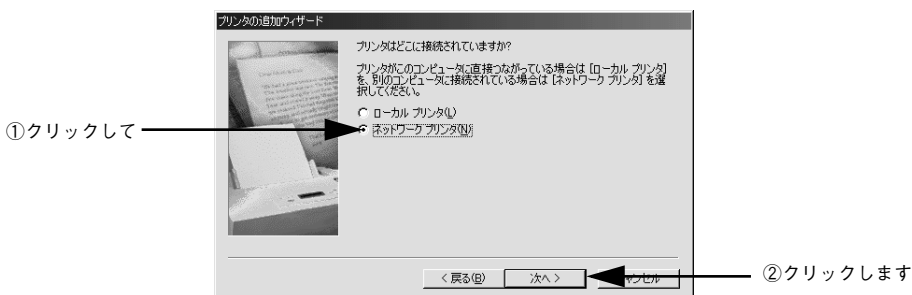 プリンタの追加ウィザード
プリンタはどこに接続されていますか?
プリンタがこのコンピュータに直接つながっている場合は [ローカル プリンタ]
を、別のコンピュータに接続されている場合は [ネットワーク プリンタ] を選
択してください。
ローカル プリンタ(L)
①クリックして
ネットワーク プリンタ(N)
< 戻る(B)
次へ >
ャンセル
②クリックします